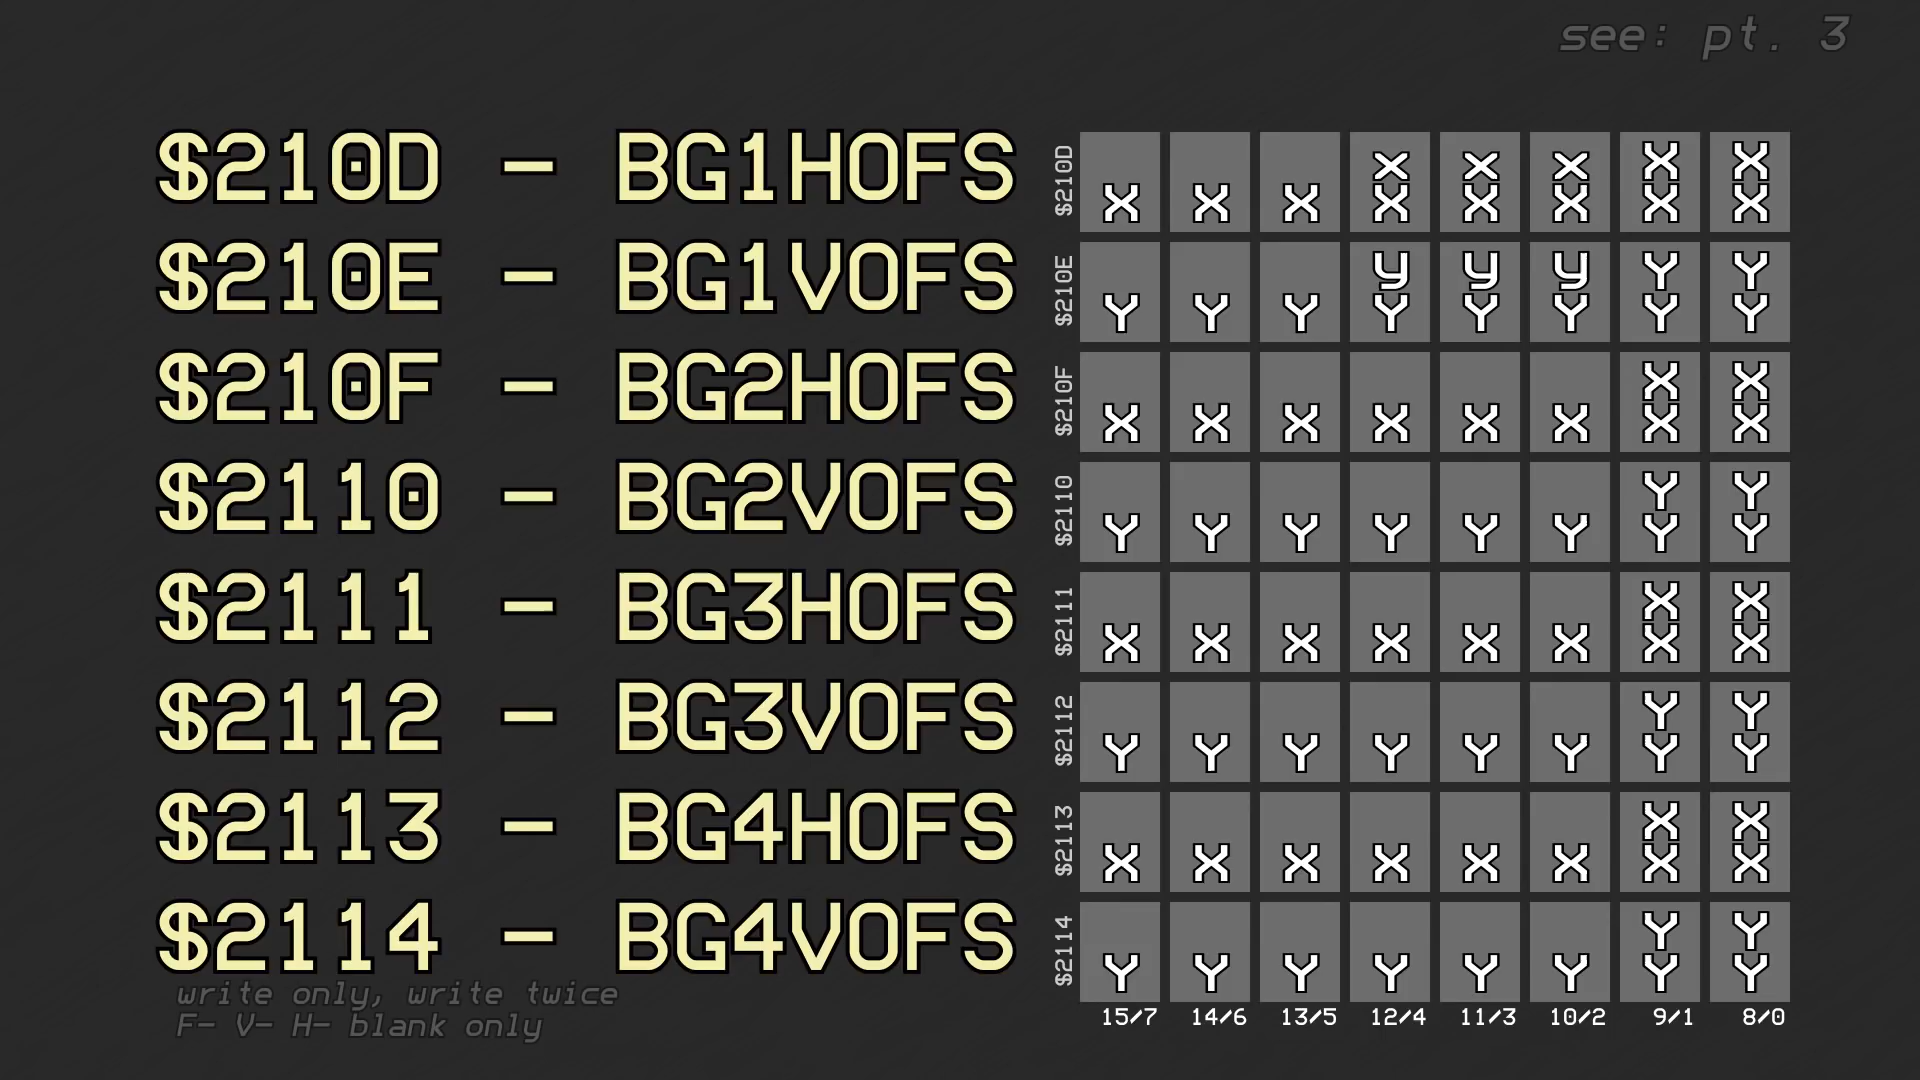 see: pt. 3
$210D - BG1HOFS
$210D
x x x X X
X X X X X X X X
$210E - BG1VOFS
$210E
y y y Y Y
Y Y Y Y Y Y Y Y
$210F - BG2HOFS
$210F
X X
X X X X X X X X
$2110 - BG2VOFS
$2110
Y Y
Y Y Y Y Y Y Y Y
$2111 - BG3HOFS
$2111
X X
X X X X X X X X
$2112 - BG3VOFS
$2112
Y Y
Y Y Y Y Y Y Y Y
$2113 - BG4HOFS
$2113
X X
X X X X X X X X
$2114 - BG4VOFS
$2114
Y Y
Y Y Y Y Y Y Y Y
15/7 14/6 13/5 12/4 11/3 10/2 9/1 8/0
write only, write twice
F- V- H- blank only